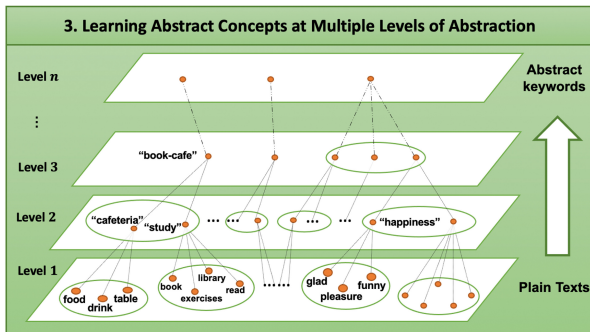 3. Learning Abstract Concepts at Multiple Levels of Abstraction
Level n
Abstract
keywords
⋮
Level 3
“book-cafe”
Level 2
“cafeteria”
“study”
... ...
...
...
“happiness”
Level 1
food
drink
table
book
library
exercises
read
......
glad
pleasure
funny
Plain Texts